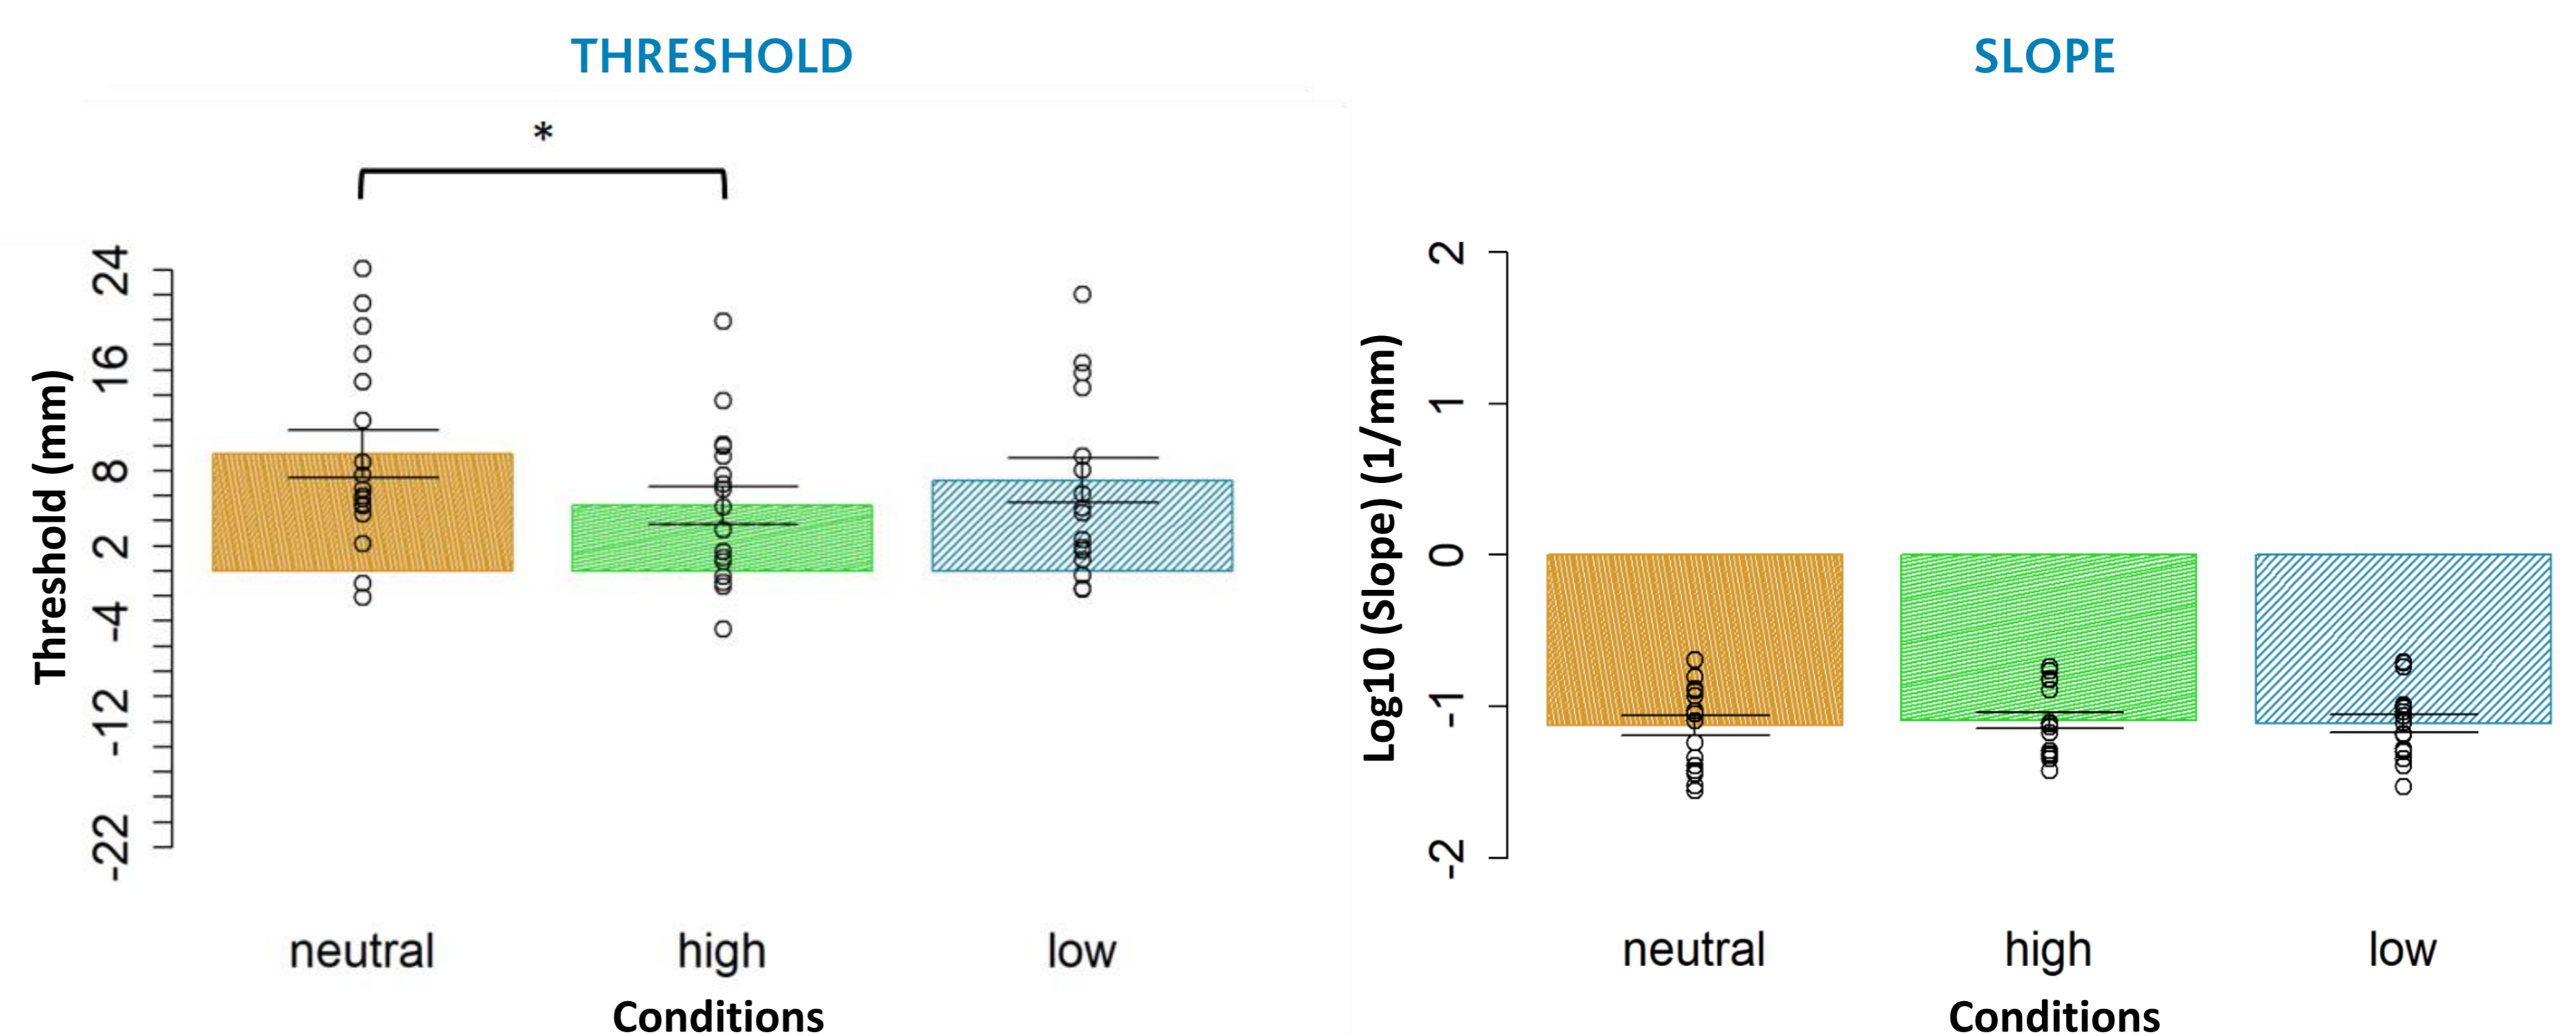 THRESHOLD
*
Threshold (mm)
24
16
8
2
-4
-12
-22
neutral high low
Conditions
SLOPE
Log10 (Slope) (1/mm)
2
1
0
-1
-2
neutral high low
Conditions